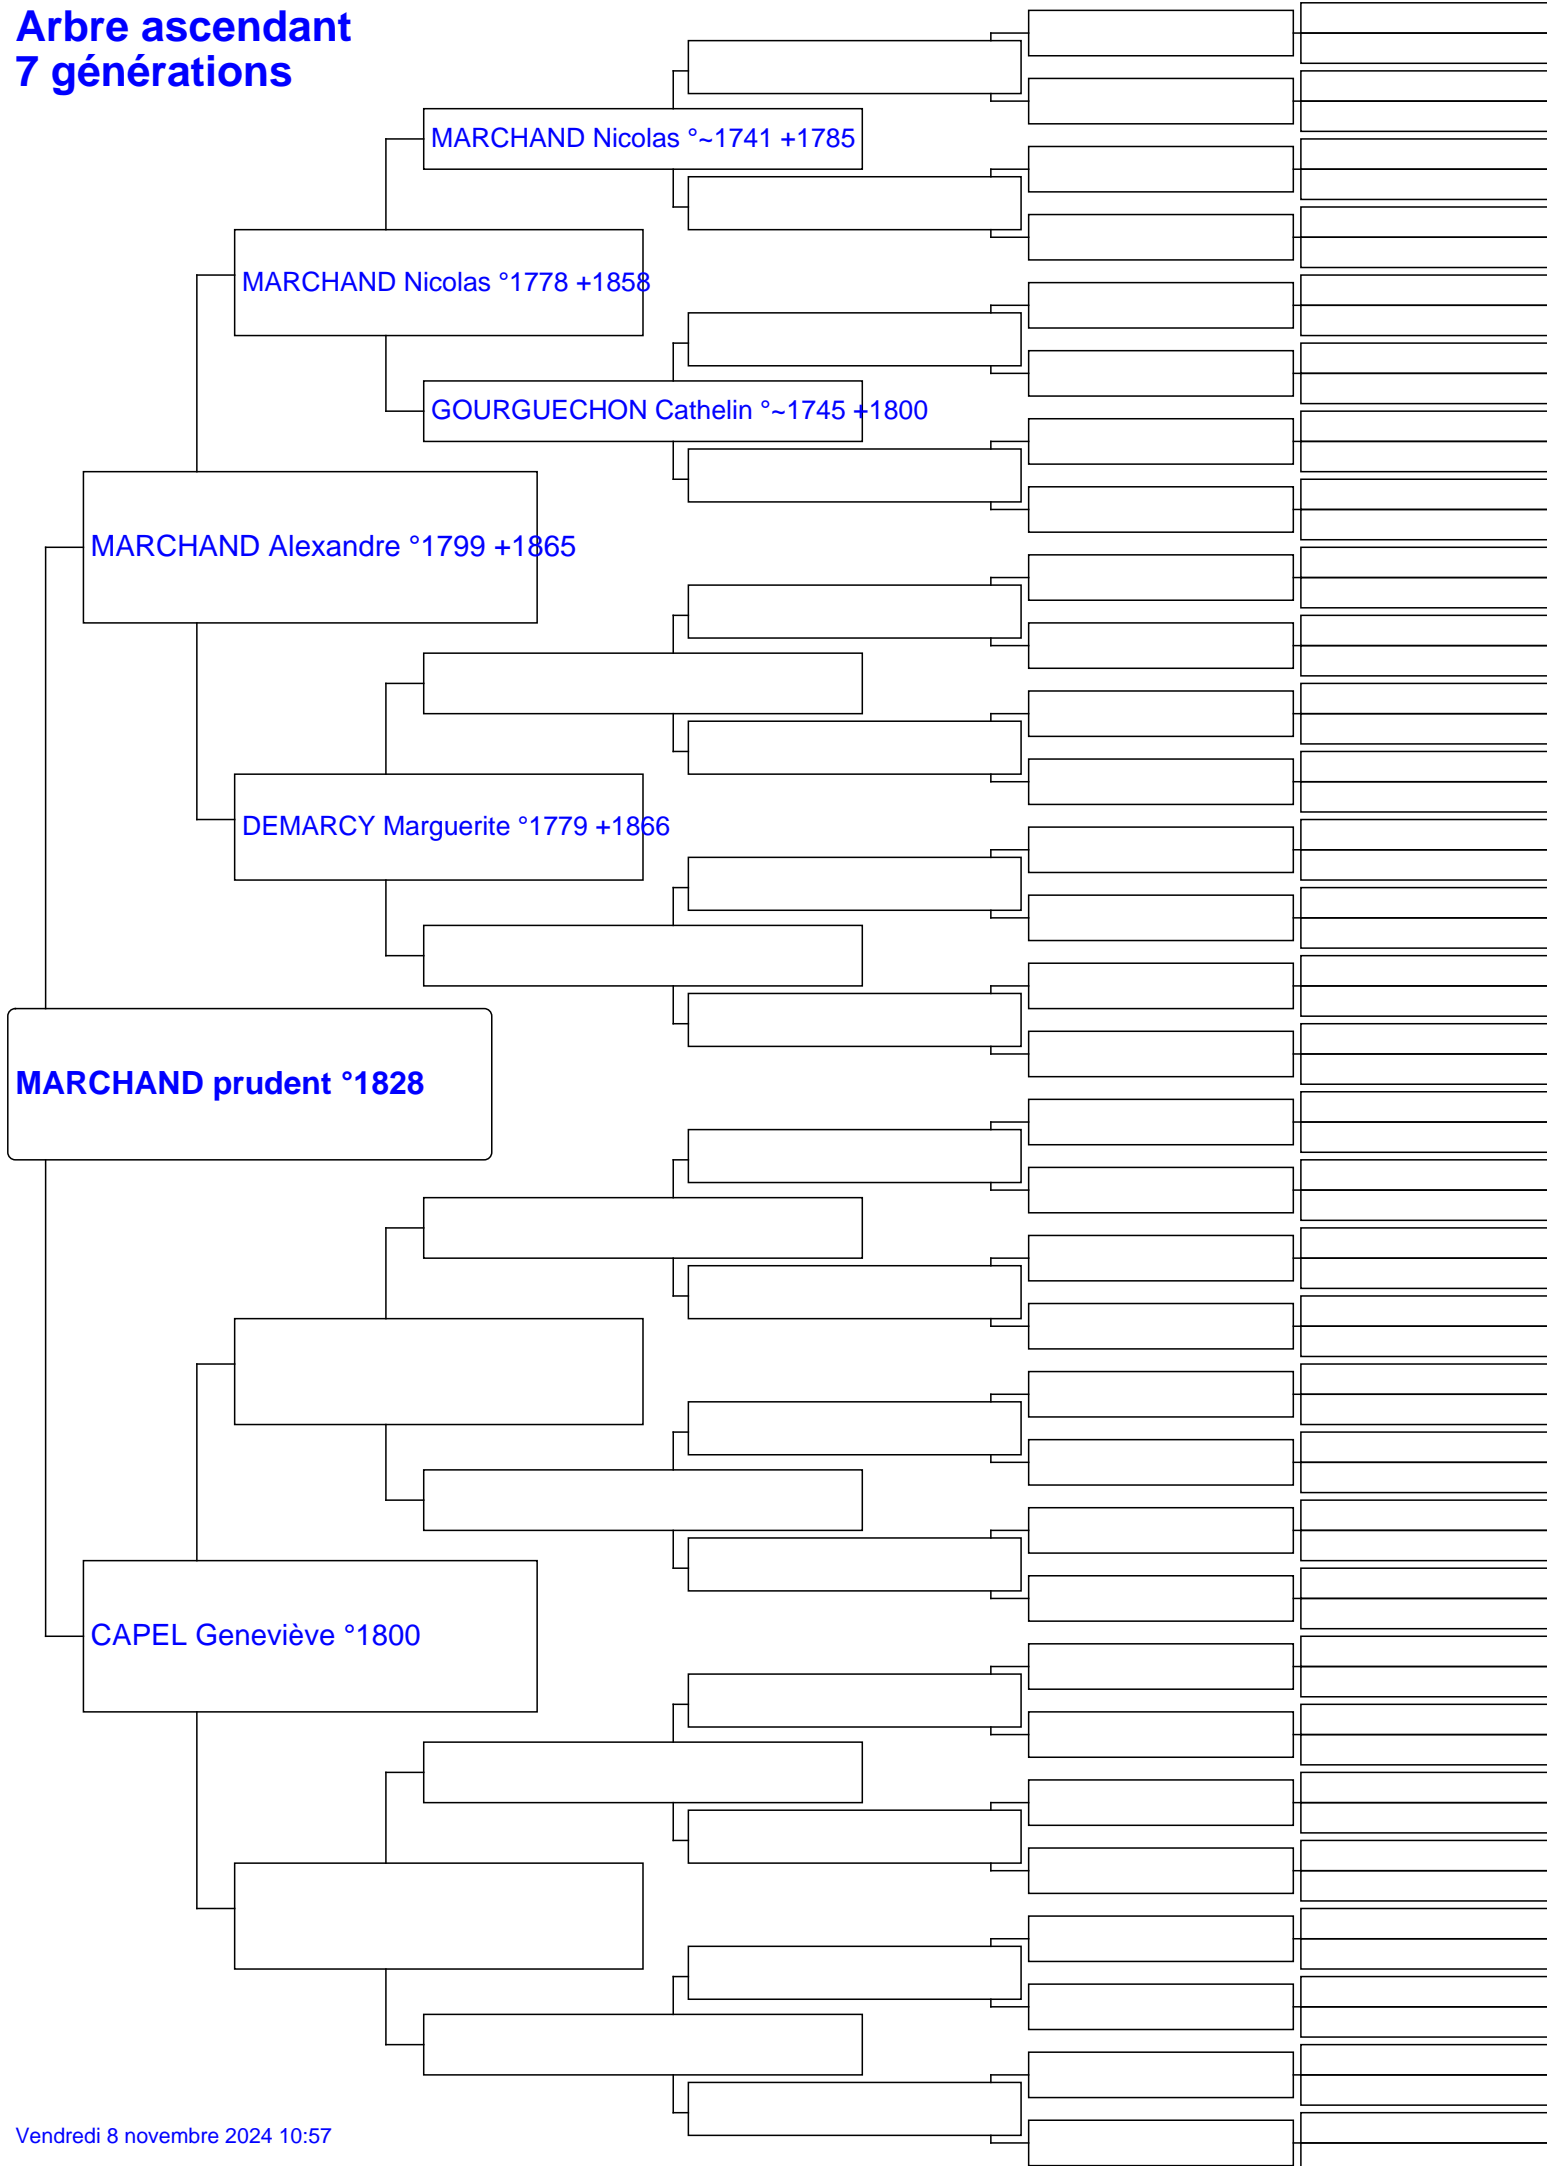 Arbre ascendant
7 générations
MARCHAND Nicolas °~1741 +1785
MARCHAND Nicolas °1778 +1858
GOURGUECHON Cathelin °~1745 +1800
MARCHAND Alexandre °1799 +1865
DEMARCY Marguerite °1779 +1866
MARCHAND prudent °1828
CAPEL Geneviève °1800
Vendredi 8 novembre 2024 10:57